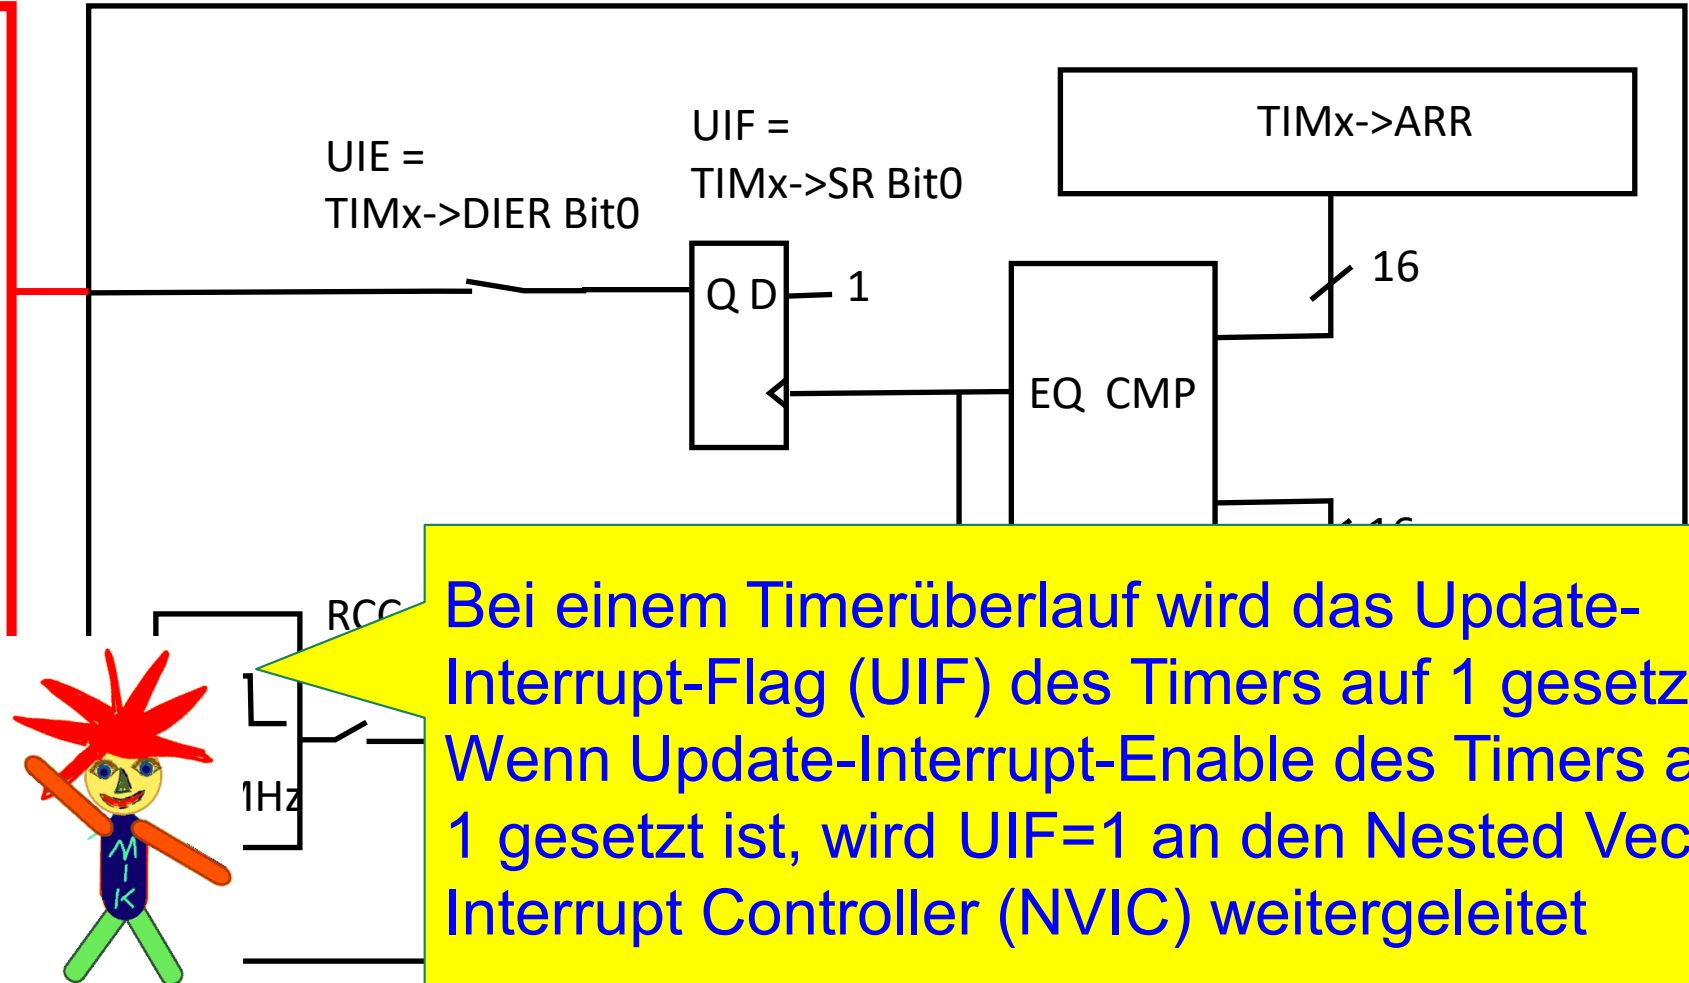 UIE =
TIMx->DIER Bit0
UIF =
TIMx->SR Bit0
TIMx->ARR
16
Q D
1
EQ CMP
RCC
MHz
Bei einem Timerüberlauf wird das Update-
Interrupt-Flag (UIF) des Timers auf 1 gesetz
Wenn Update-Interrupt-Enable des Timers a
1 gesetzt ist, wird UIF=1 an den Nested Vec
Interrupt Controller (NVIC) weitergeleitet
M
I
K